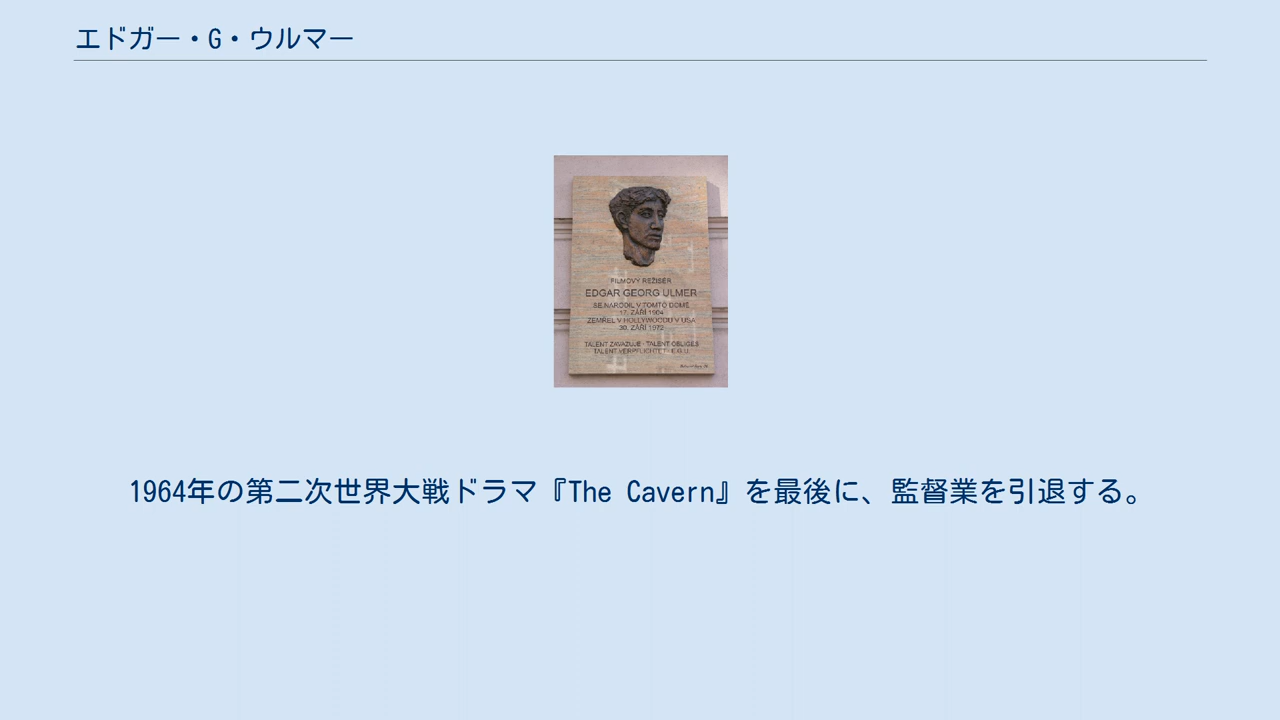 エドガー・G・ウルマー
FILMOVÝ REŽISÉR
EDGAR GEORG ULMER
SE NARODIL V TOMTO DOMĚ
17. ZÁŘÍ 1904
ZEMŘEL V HOLLYWOODU V USA
30. ZÁŘÍ 1972
TALENT ZAVAZUJE - TALENT OBLIGES
TALENT VERPFLICHTET - E.G.U.
1964年の第二次世界大戦ドラマ『The Cavern』を最後に、監督業を引退する。